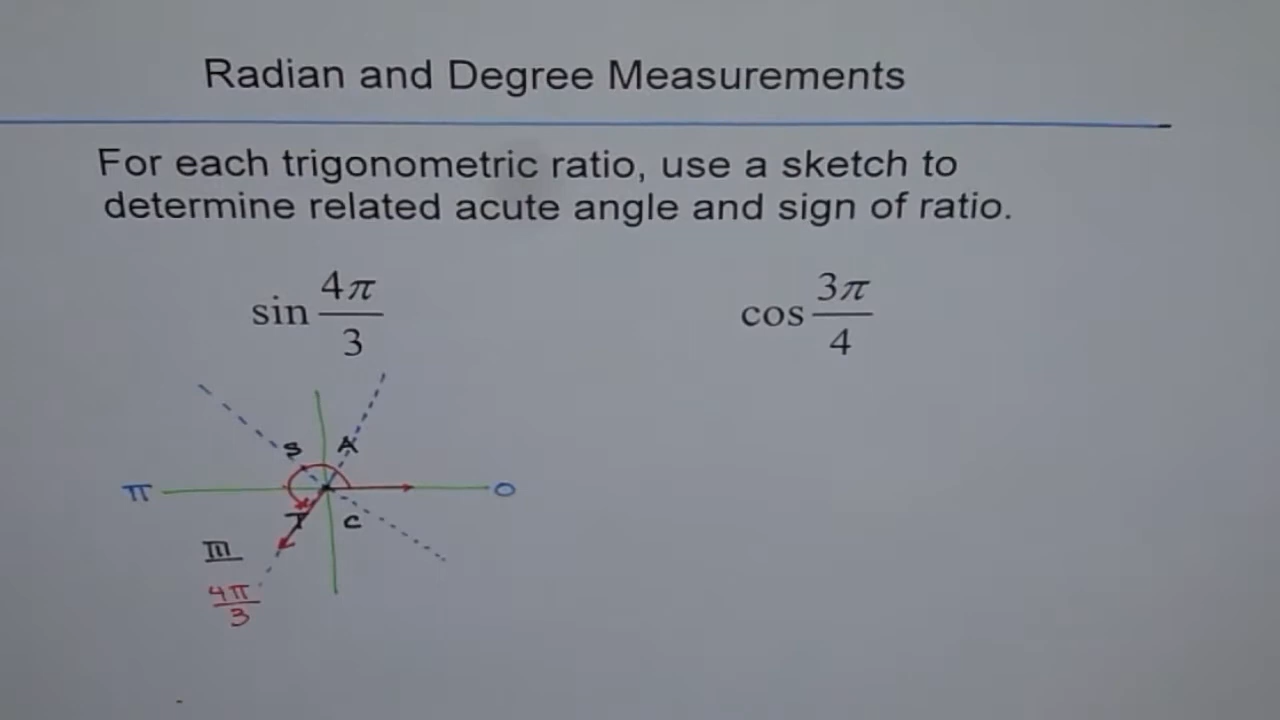 Radian and Degree Measurements
For each trigonometric ratio, use a sketch to
determine related acute angle and sign of ratio.
sin 4π/3
cos 3π/4
S A
π 0
T C
III
4π/3